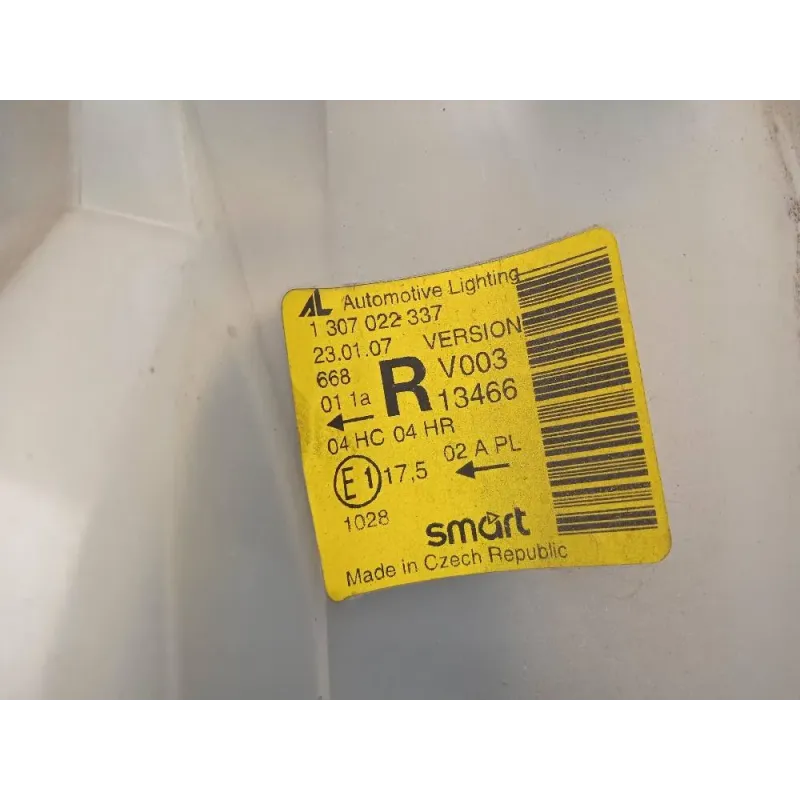 AL Automotive Lighting
1 307 022 337
23.01.07 VERSION
668 R V003
01 1a 13466
04 HC 04 HR
E1 17,5 02 A PL
1028 smart
Made in Czech Republic